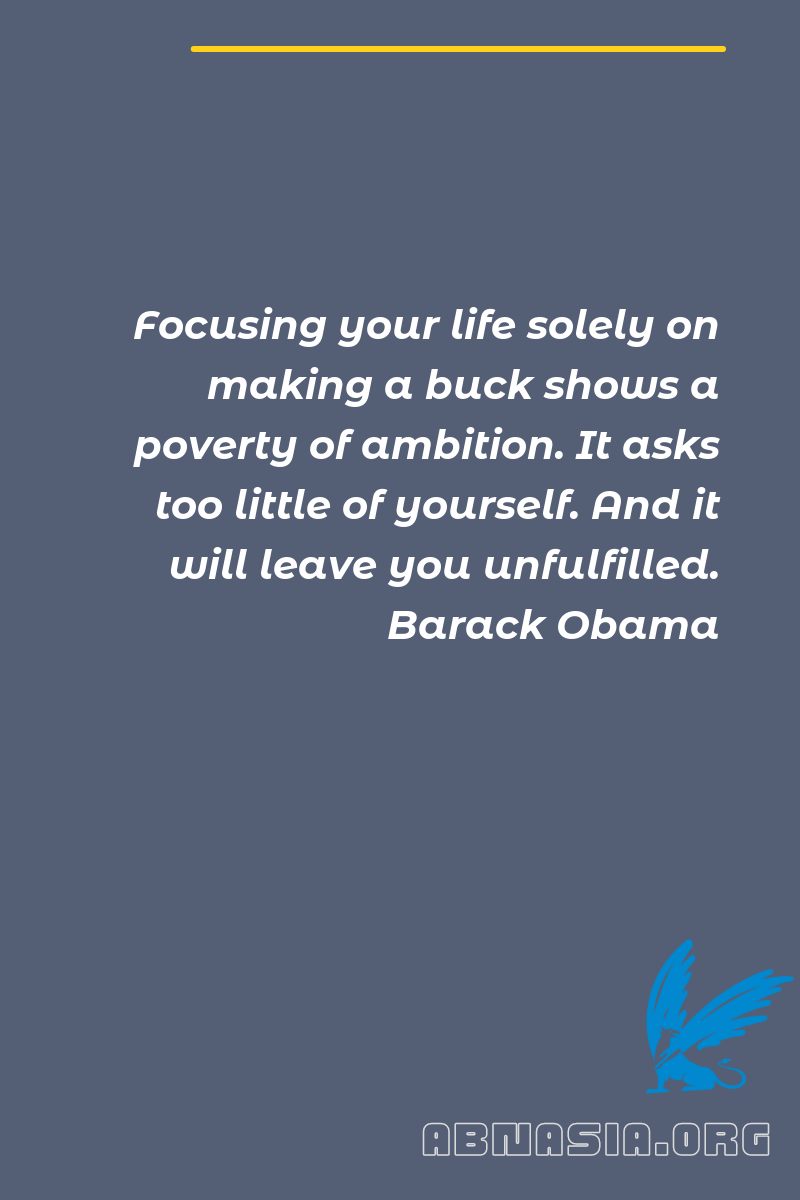 Focusing your life solely on
making a buck shows a
poverty of ambition. It asks
too little of yourself. And it
will leave you unfulfilled.
Barack Obama
ABNASIA.ORG